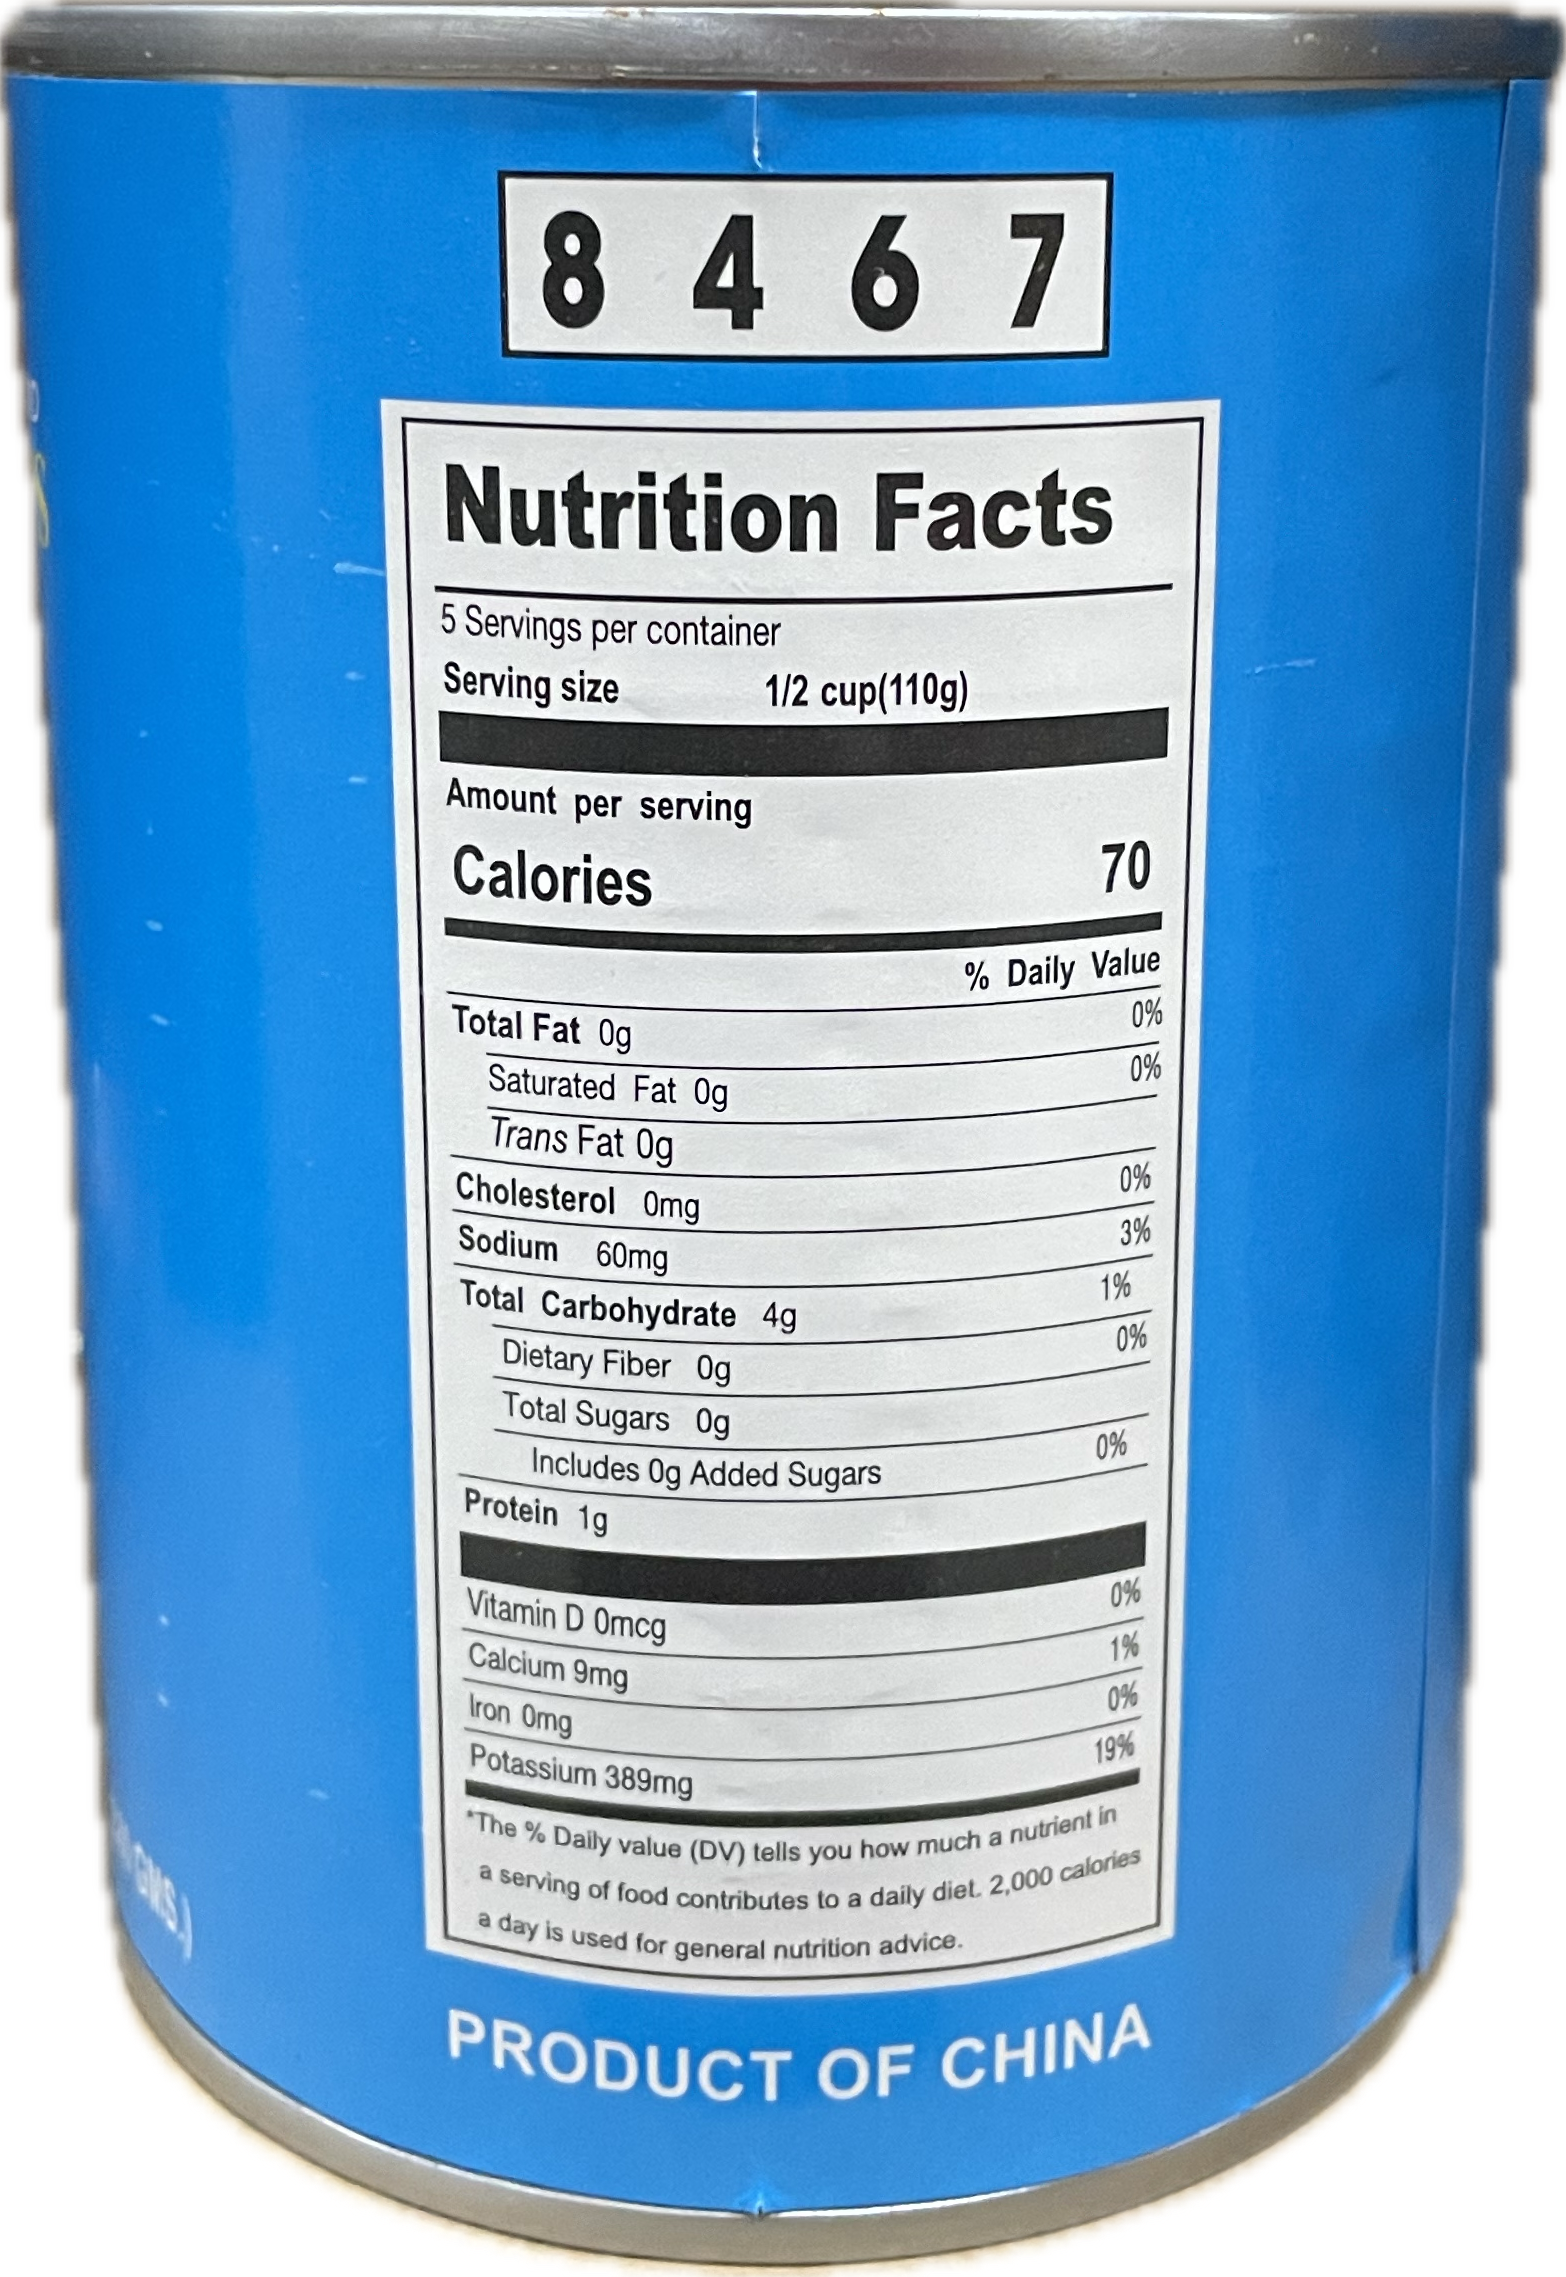 8 4 6 7
Nutrition Facts
5 Servings per container
Serving size 1/2 cup(110g)
Amount per serving
Calories 70
% Daily Value
Total Fat 0g 0%
Saturated Fat 0g 0%
Trans Fat 0g
Cholesterol 0mg 0%
Sodium 60mg 3%
Total Carbohydrate 4g 1%
Dietary Fiber 0g 0%
Total Sugars 0g
Includes 0g Added Sugars 0%
Protein 1g
Vitamin D 0mcg 0%
Calcium 9mg 1%
Iron 0mg 0%
Potassium 389mg 19%
*The % Daily value (DV) tells you how much a nutrient in
a serving of food contributes to a daily diet. 2,000 calories
a day is used for general nutrition advice.
GMS.)
PRODUCT OF CHINA